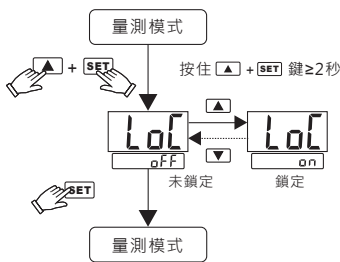 量測模式
▲ + SET 按住 ▲ + SET 鍵≥2秒
▲
LoC LoC
oFF on
▼
未鎖定 鎖定
SET
量測模式